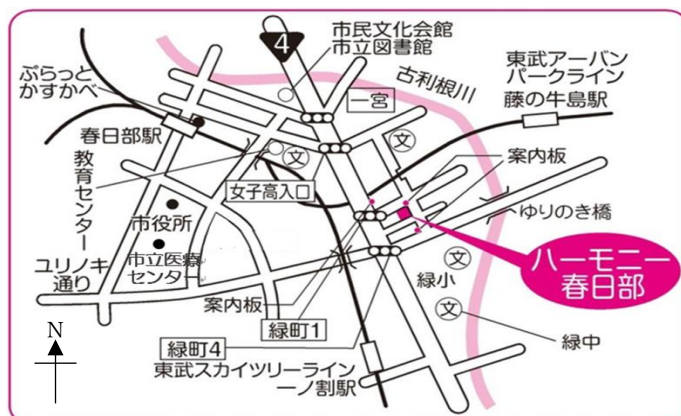 4
市民文化会館
市立図書館
ぷらっと
かすかべ
古利根川
東武アーバン
パークライン
藤の牛島駅
一宮
春日部駅
文
文
案内板
教育センター
女子高入口
市役所
ゆりのき橋
市立医療
センター
ユリノキ
通り
文
緑小
ハーモニー
春日部
案内板
文
緑町1
緑中
緑町4
東武スカイツリーライン
一ノ割駅
N